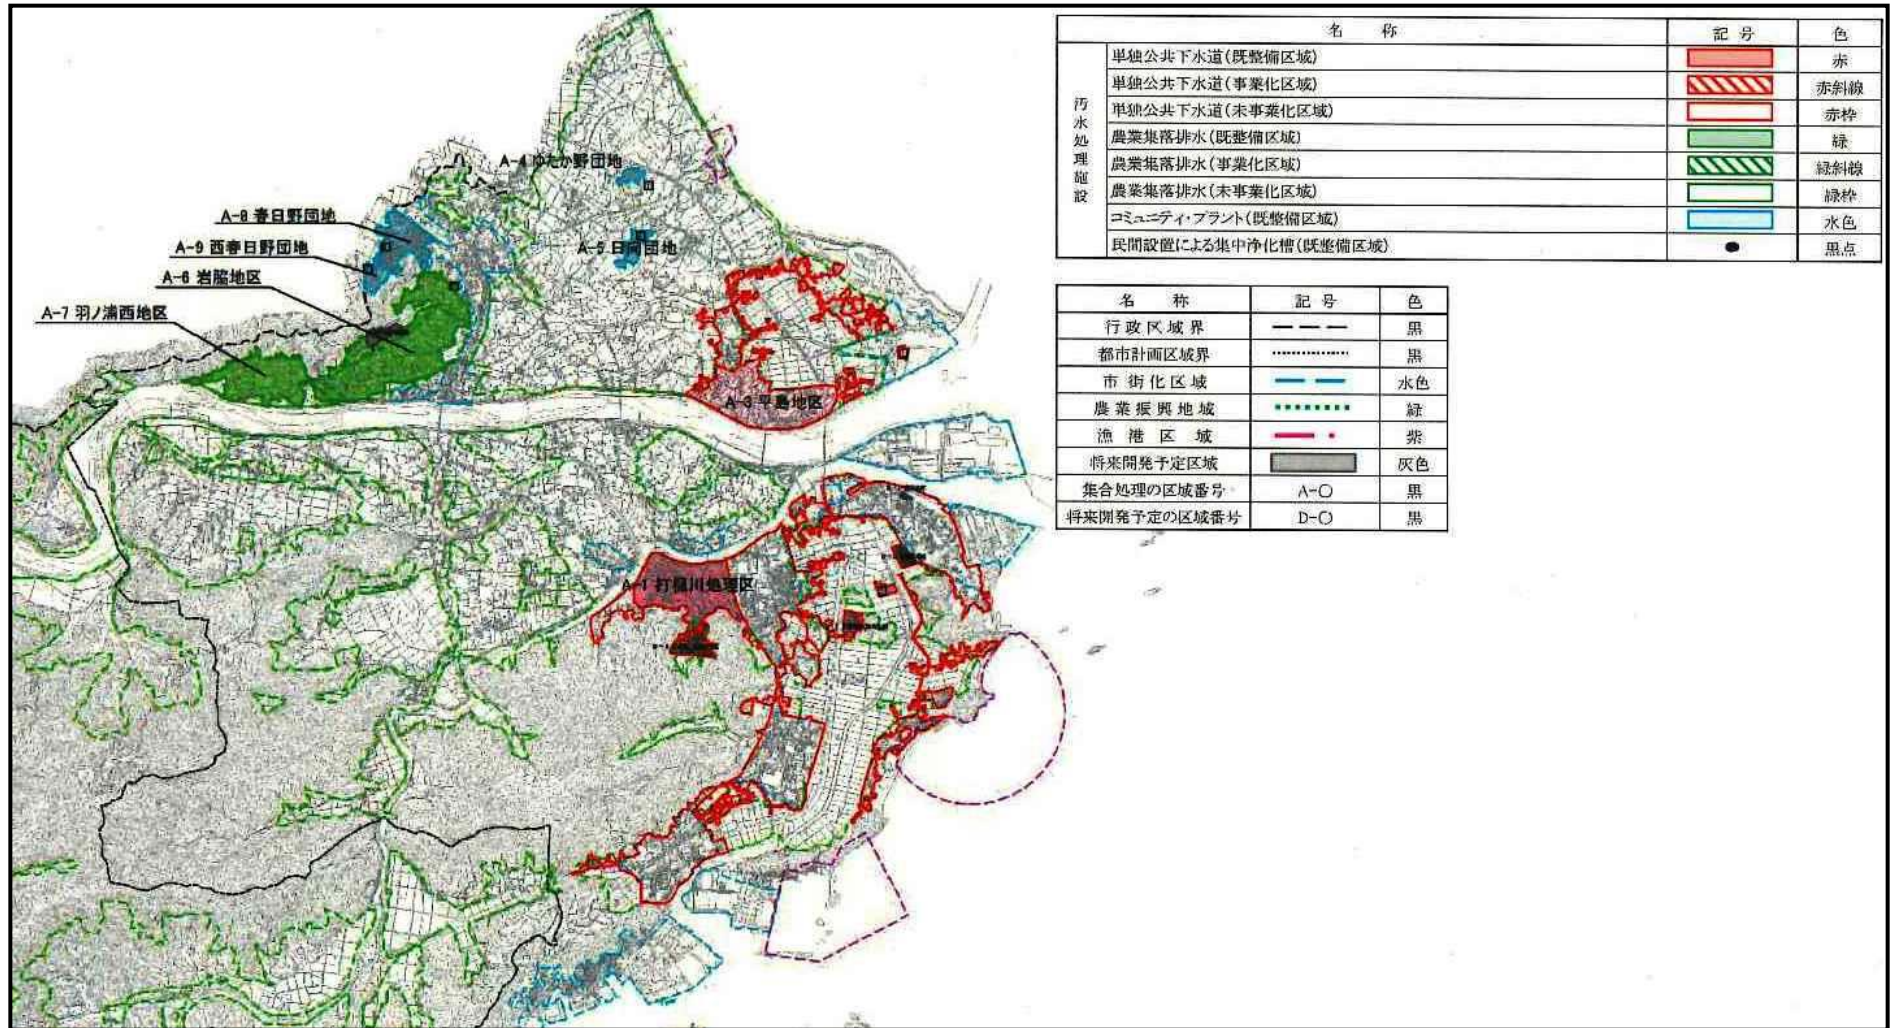 A-4 ゆたか野団地
A-8 春日野団地
A-9 西春日野団地
A-5 日向団地
A-6 岩脇地区
A-7 羽ノ浦西地区
A-3 平島地区
A-1 打樋川処理区
名 称 記 号 色
汚水処理施設
単独公共下水道(既整備区域) 赤
単独公共下水道(事業化区域) 赤斜線
単独公共下水道(未事業化区域) 赤枠
農業集落排水(既整備区域) 緑
農業集落排水(事業化区域) 緑斜線
農業集落排水(未事業化区域) 緑枠
コミュニティ・プラント(既整備区域) 水色
民間設置による集中浄化槽(既整備区域) 黒点
名 称 記 号 色
行政区域界 黒
都市計画区域界 黒
市街化区域 水色
農業振興地域 緑
漁港区域 紫
将来開発予定区域 灰色
集合処理の区域番号 A-○ 黒
将来開発予定の区域番号 D-○ 黒